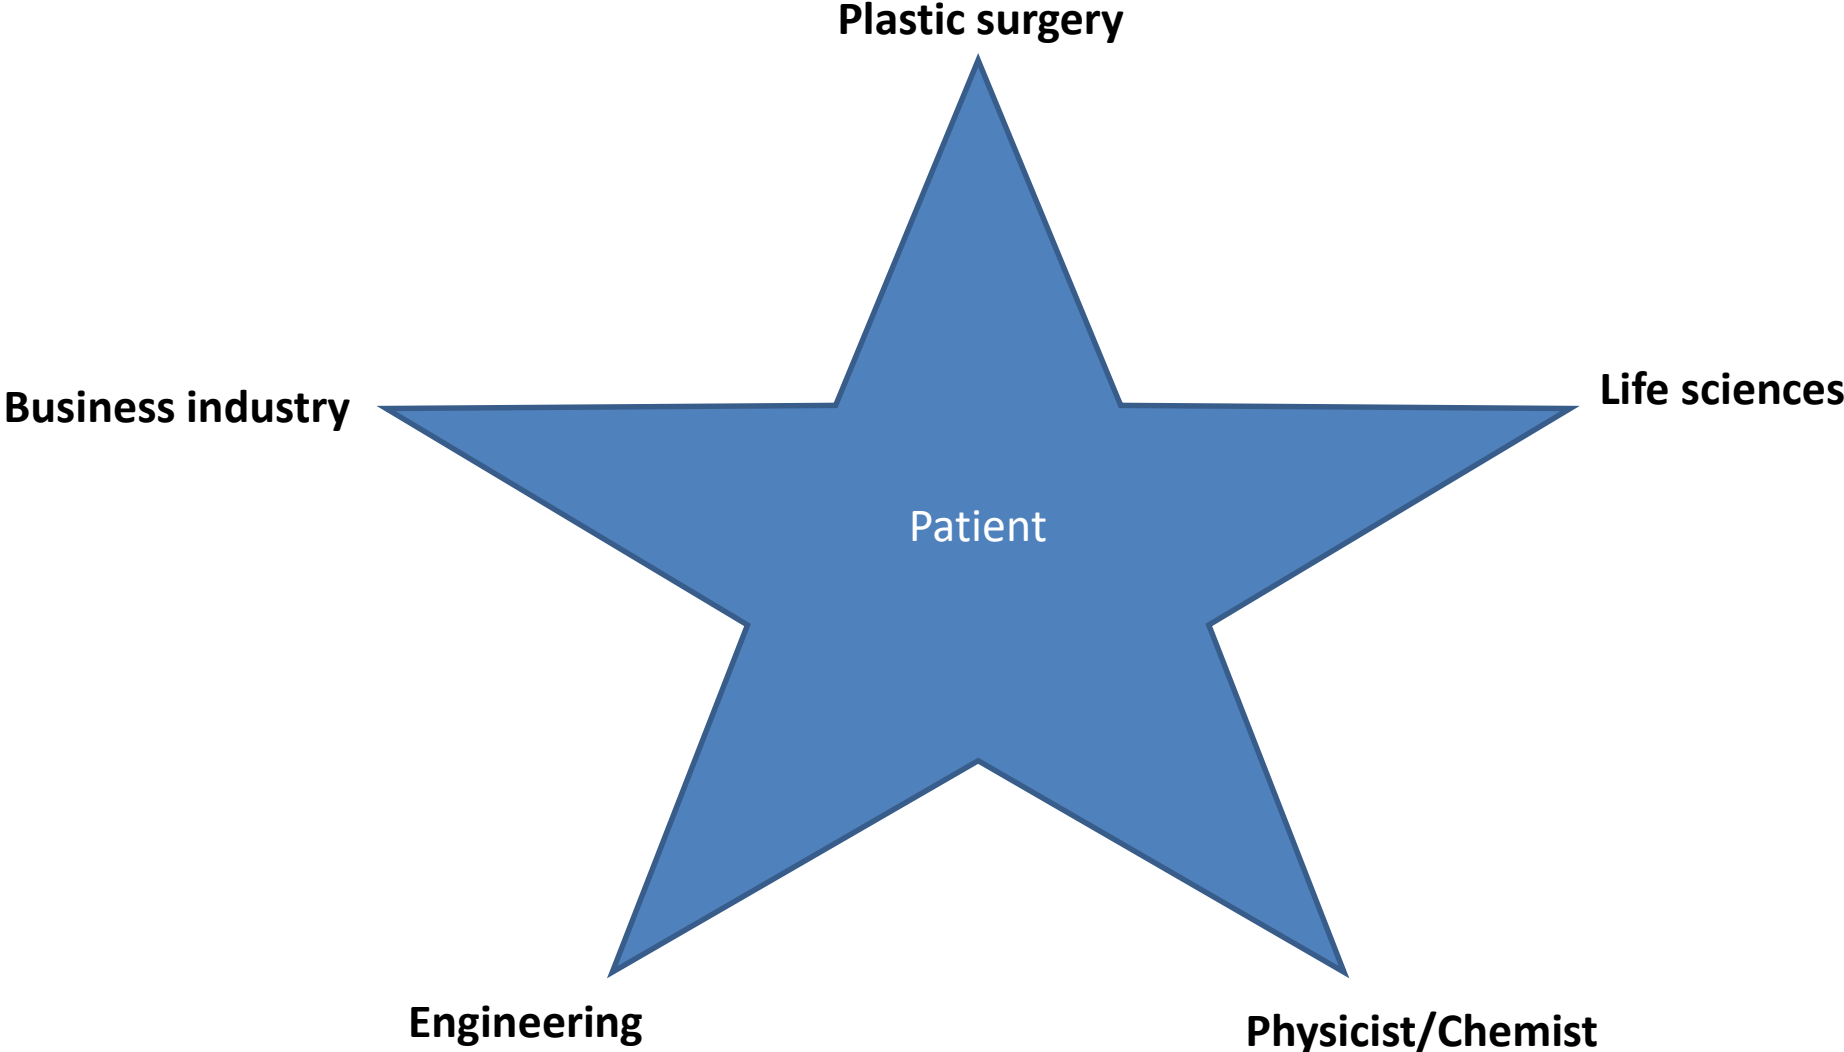 Plastic surgery
Business industry
Life sciences
Patient
Engineering
Physicist/Chemist